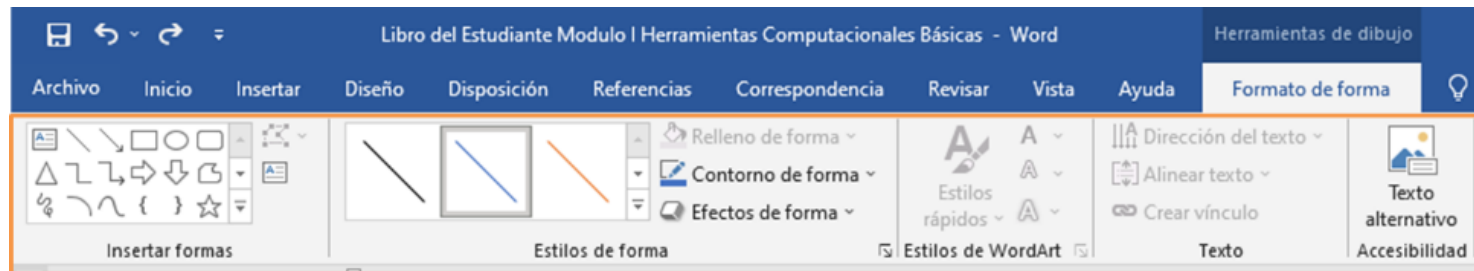 Libro del Estudiante Modulo I Herramientas Computacionales Básicas - Word
Herramientas de dibujo
Archivo Inicio Insertar Diseño Disposición Referencias Correspondencia Revisar Vista Ayuda Formato de forma
Relleno de forma
Contorno de forma
Efectos de forma
Estilos
rápidos
Dirección del texto
Alinear texto
Crear vínculo
Texto
alternativo
Insertar formas
Estilos de forma
Estilos de WordArt
Texto
Accesibilidad